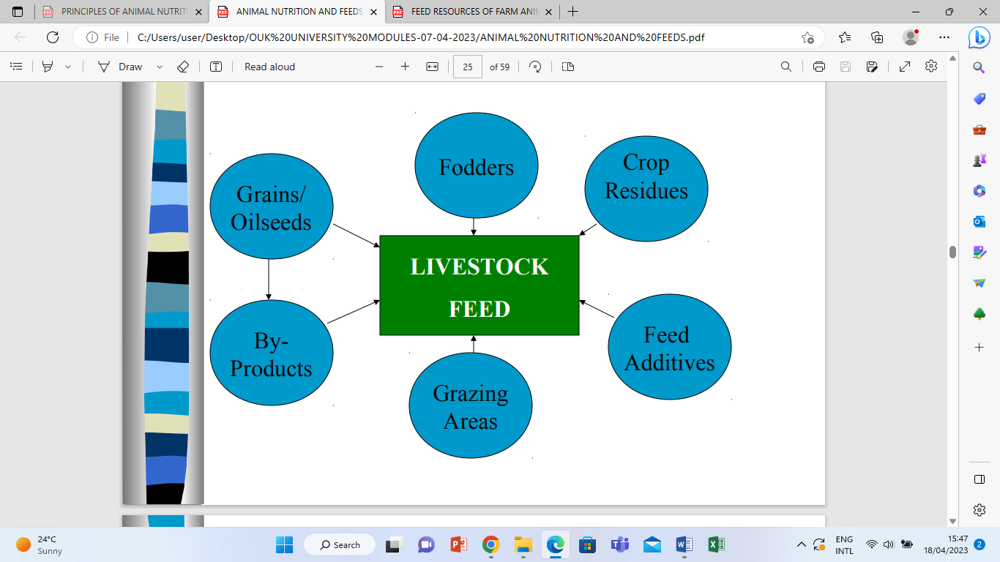 PRINCIPLES OF ANIMAL NUTRITI
ANIMAL NUTRITION AND FEEDS
FEED RESOURCES OF FARM ANI
File
C:/Users/user/Desktop/OUK%20UNIVERSITY%20MODULES-07-04-2023/ANIMAL%20NUTRITION%20AND%20FEEDS.pdf
Draw
Read aloud
25
of 59
Fodders
Crop
Residues
Grains/
Oilseeds
LIVESTOCK
FEED
By-
Products
Feed
Additives
Grazing
Areas
24°C
Sunny
Search
ENG
INTL
15:47
18/04/2023
2